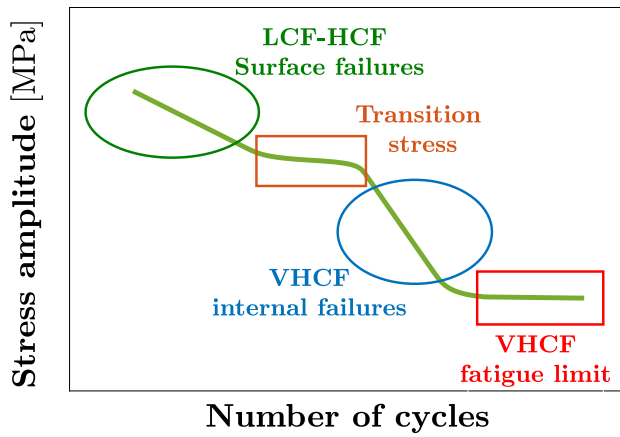 LCF-HCF
Surface failures
Transition
stress
VHCF
internal failures
VHCF
fatigue limit
Stress amplitude [MPa]
Number of cycles